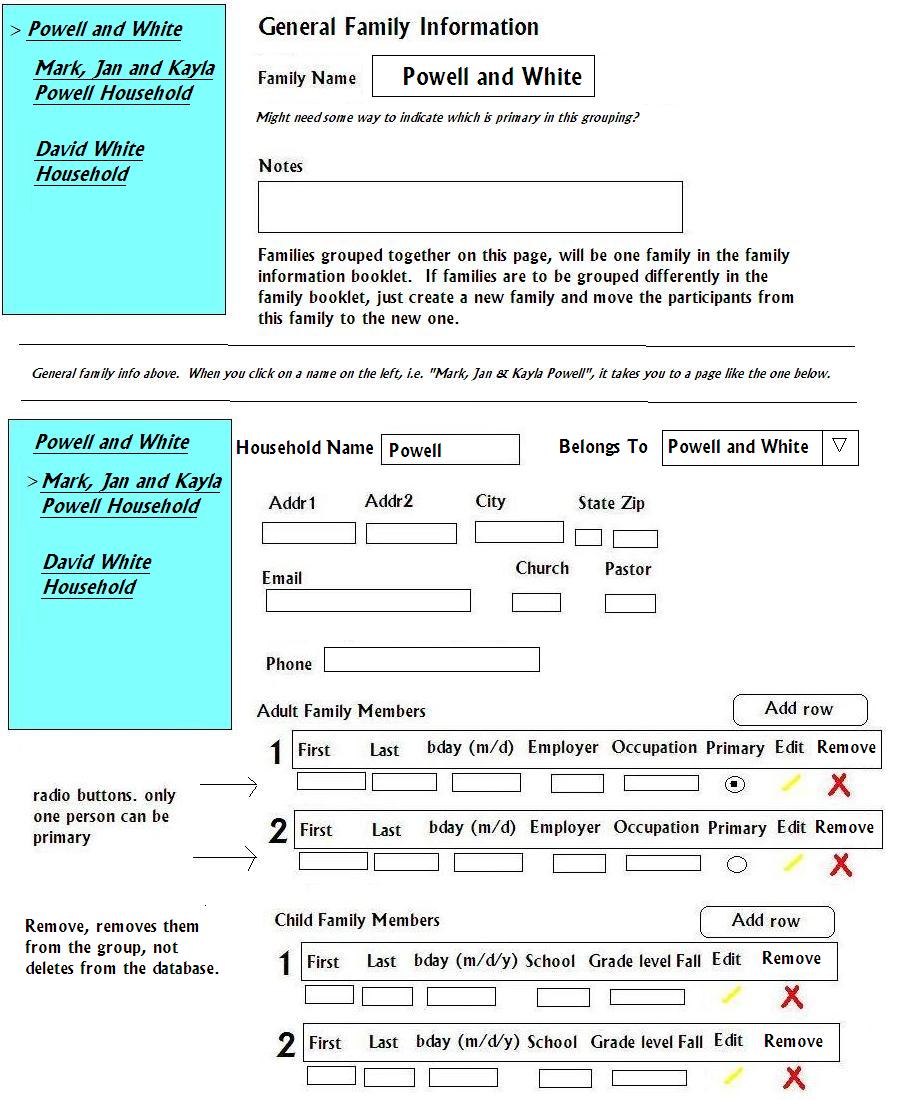 > Powell and White
Mark, Jan and Kayla
Powell Household
David White
Household
General Family Information
Family Name
Powell and White
Might need some way to indicate which is primary in this grouping?
Notes
Families grouped together on this page, will be one family in the family
information booklet. If families are to be grouped differently in the
family booklet, just create a new family and move the participants from
this family to the new one.
General family info above. When you click on a name on the left, i.e. "Mark, Jan & Kayla Powell", it takes you to a page like the one below.
Powell and White
> Mark, Jan and Kayla
Powell Household
David White
Household
Household Name Powell Belongs To Powell and White
Addr1 Addr2 City State Zip
Email Church Pastor
Phone
Adult Family Members Add row
1 First Last bday (m/d) Employer Occupation Primary Edit Remove
X
radio buttons. only
one person can be
primary
2 First Last bday (m/d) Employer Occupation Primary Edit Remove
X
Remove, removes them
from the group, not
deletes from the database.
Child Family Members Add row
1 First Last bday (m/d/y) School Grade level Fall Edit Remove
X
2 First Last bday (m/d/y) School Grade level Fall Edit Remove
X